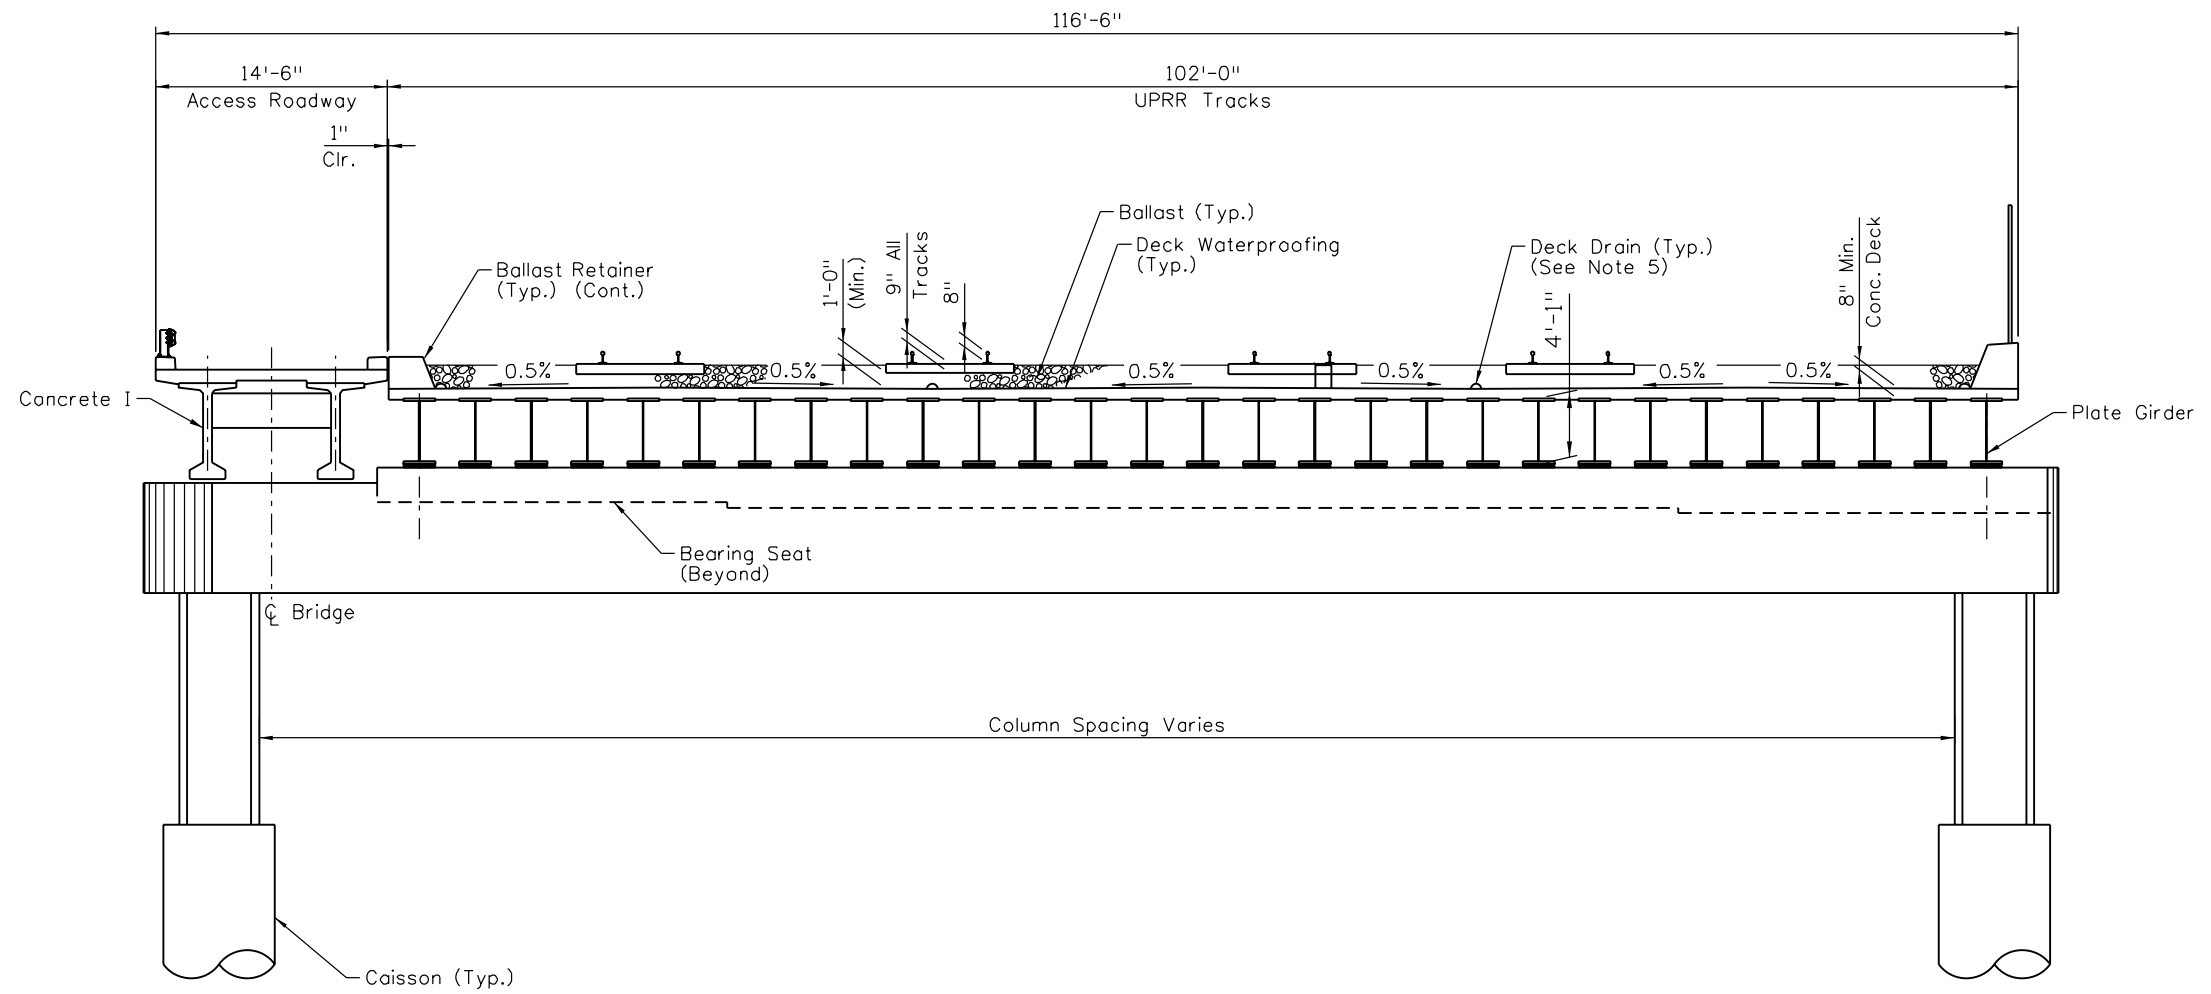 116'-6"
14'-6"
Access Roadway
102'-0"
UPRR Tracks
1"
Clr.
Ballast (Typ.)
Deck Waterproofing
(Typ.)
Deck Drain (Typ.)
(See Note 5)
Ballast Retainer
(Typ.) (Cont.)
1'-0"
(Min.)
9" All
Tracks
8"
4'-1"
8" Min.
Conc. Deck
0.5%
0.5%
0.5%
0.5%
0.5%
0.5%
Concrete I
Plate Girder
Bearing Seat
(Beyond)
℄ Bridge
Column Spacing Varies
Caisson (Typ.)